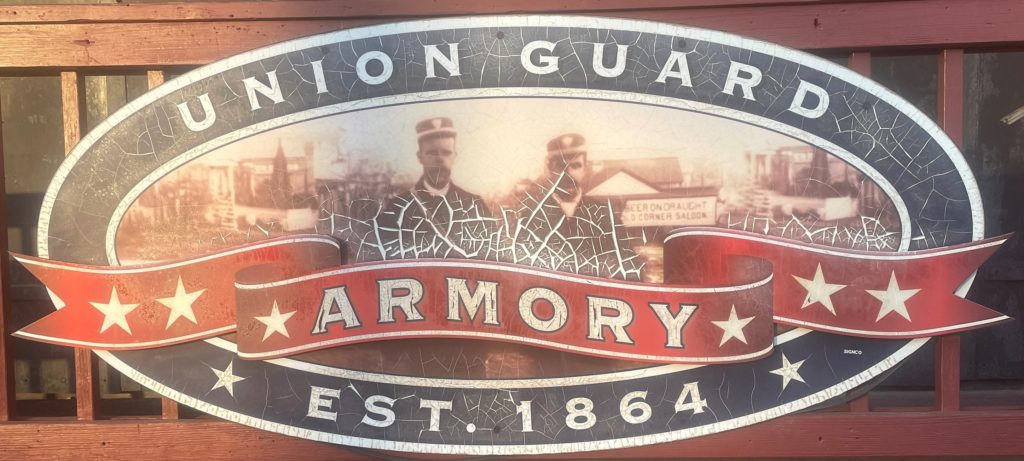 UNION GUARD
BEER ON DRAUGHT
CORNER SALOON
ARMORY
SIGNCO
EST. 1864